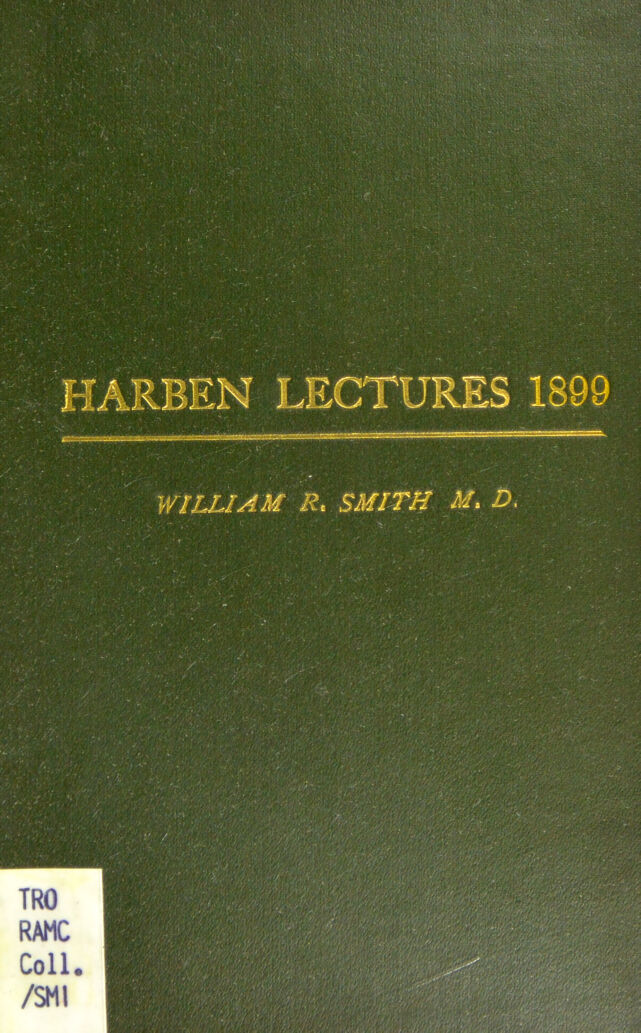 HARBEN LECTURES 1899
WILLIAM R. SMITH M. D.
TRO
RAMC
Coll.
/SMI